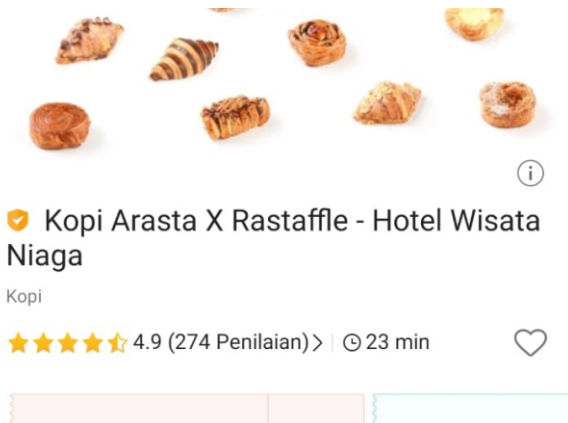 Kopi Arasta X Rastaffle - Hotel Wisata
Niaga
Kopi
4.9 (274 Penilaian) 23 min